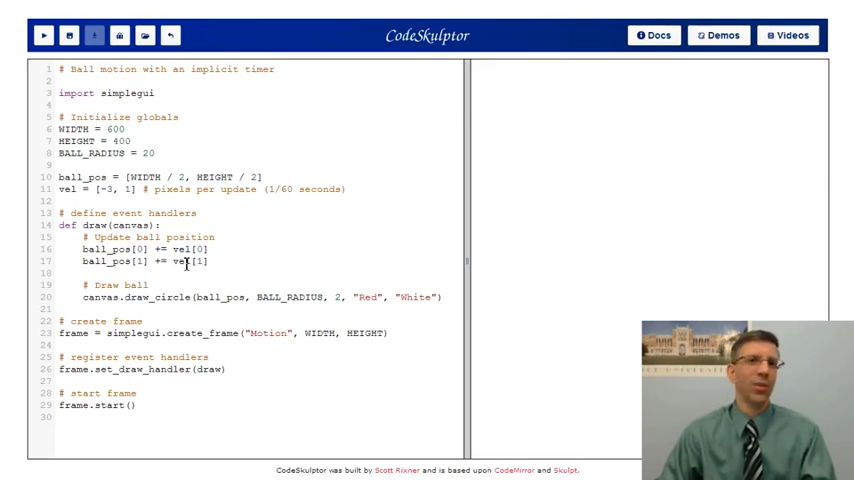 CodeSkulptor
Docs
Demos
Videos
1 # Ball motion with an implicit timer
2
3 import simplegui
4
5 # Initialize globals
6 WIDTH = 600
7 HEIGHT = 400
8 BALL_RADIUS = 20
9
10 ball_pos = [WIDTH / 2, HEIGHT / 2]
11 vel = [-3, 1] # pixels per update (1/60 seconds)
12
13 # define event handlers
14 def draw(canvas):
15 # Update ball position
16 ball_pos[0] += vel[0]
17 ball_pos[1] += vel[1]
18
19 # Draw ball
20 canvas.draw_circle(ball_pos, BALL_RADIUS, 2, "Red", "White")
21
22 # create frame
23 frame = simplegui.create_frame("Motion", WIDTH, HEIGHT)
24
25 # register event handlers
26 frame.set_draw_handler(draw)
27
28 # start frame
29 frame.start()
30
CodeSkulptor was built by Scott Rixner and is based upon CodeMirror and Skulpt.